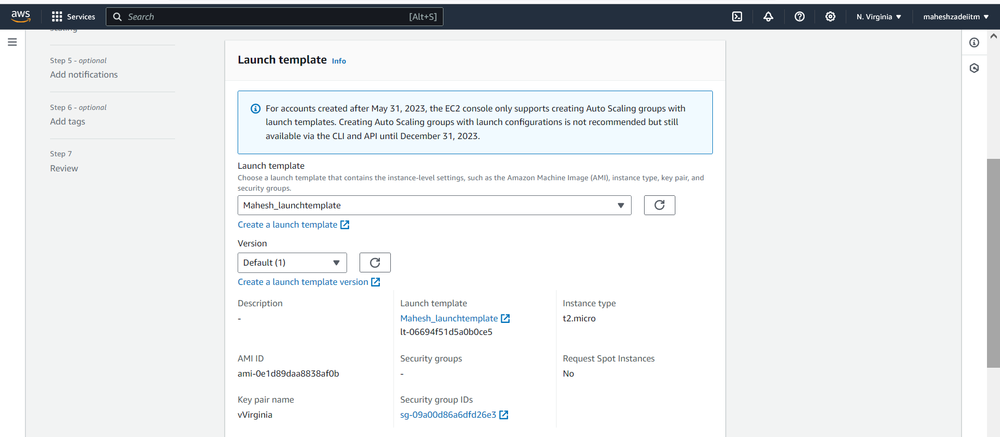 aws
Services
Search
[Alt+S]
N. Virginia
maheshzadeiitm
scaling
Step 5 - optional
Add notifications
Step 6 - optional
Add tags
Step 7
Review
Launch template Info
For accounts created after May 31, 2023, the EC2 console only supports creating Auto Scaling groups with
launch templates. Creating Auto Scaling groups with launch configurations is not recommended but still
available via the CLI and API until December 31, 2023.
Launch template
Choose a launch template that contains the instance-level settings, such as the Amazon Machine Image (AMI), instance type, key pair, and
security groups.
Mahesh_launchtemplate
Create a launch template
Version
Default (1)
Create a launch template version
Description
-
Launch template
Mahesh_launchtemplate
lt-06694f51d5a0b0ce5
Instance type
t2.micro
AMI ID
ami-0e1d89daa8838af0b
Security groups
-
Request Spot Instances
No
Key pair name
vVirginia
Security group IDs
sg-09a00d86a6dfd26e3